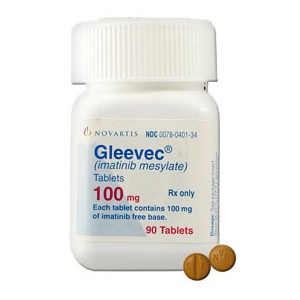 NOVARTIS NDC 0078-0401-34
Gleevec®
(imatinib mesylate)
Tablets
100 mg Rx only
Each tablet contains 100 mg
of imatinib free base.
90 Tablets